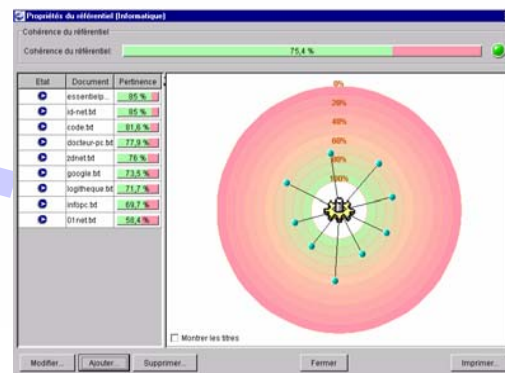 Propriétés du référentiel (Informatique)
Cohérence du référentiel
Cohérence du référentiel: 75,4 %
Etat Document Pertinence
essentielp... 85 %
id-net.txt 85 %
code.txt 81,6 %
docteur-pc.txt 77,9 %
zdnet.txt 76 %
google.txt 73,5 %
logitheque.txt 71,7 %
infopc.txt 69,7 %
01net.txt 58,4 %
0%
20%
40%
60%
80%
100%
Montrer les titres
Modifier... Ajouter... Supprimer... Fermer Imprimer...